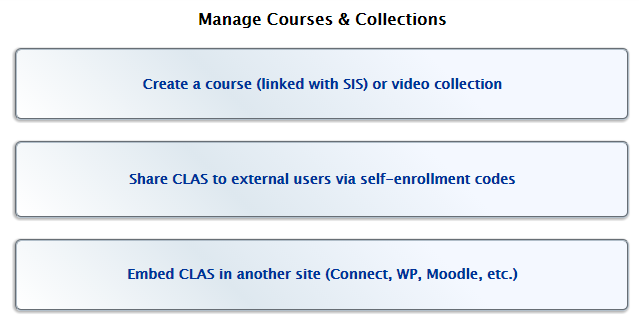 Manage Courses & Collections
Create a course (linked with SIS) or video collection
Share CLAS to external users via self-enrollment codes
Embed CLAS in another site (Connect, WP, Moodle, etc.)